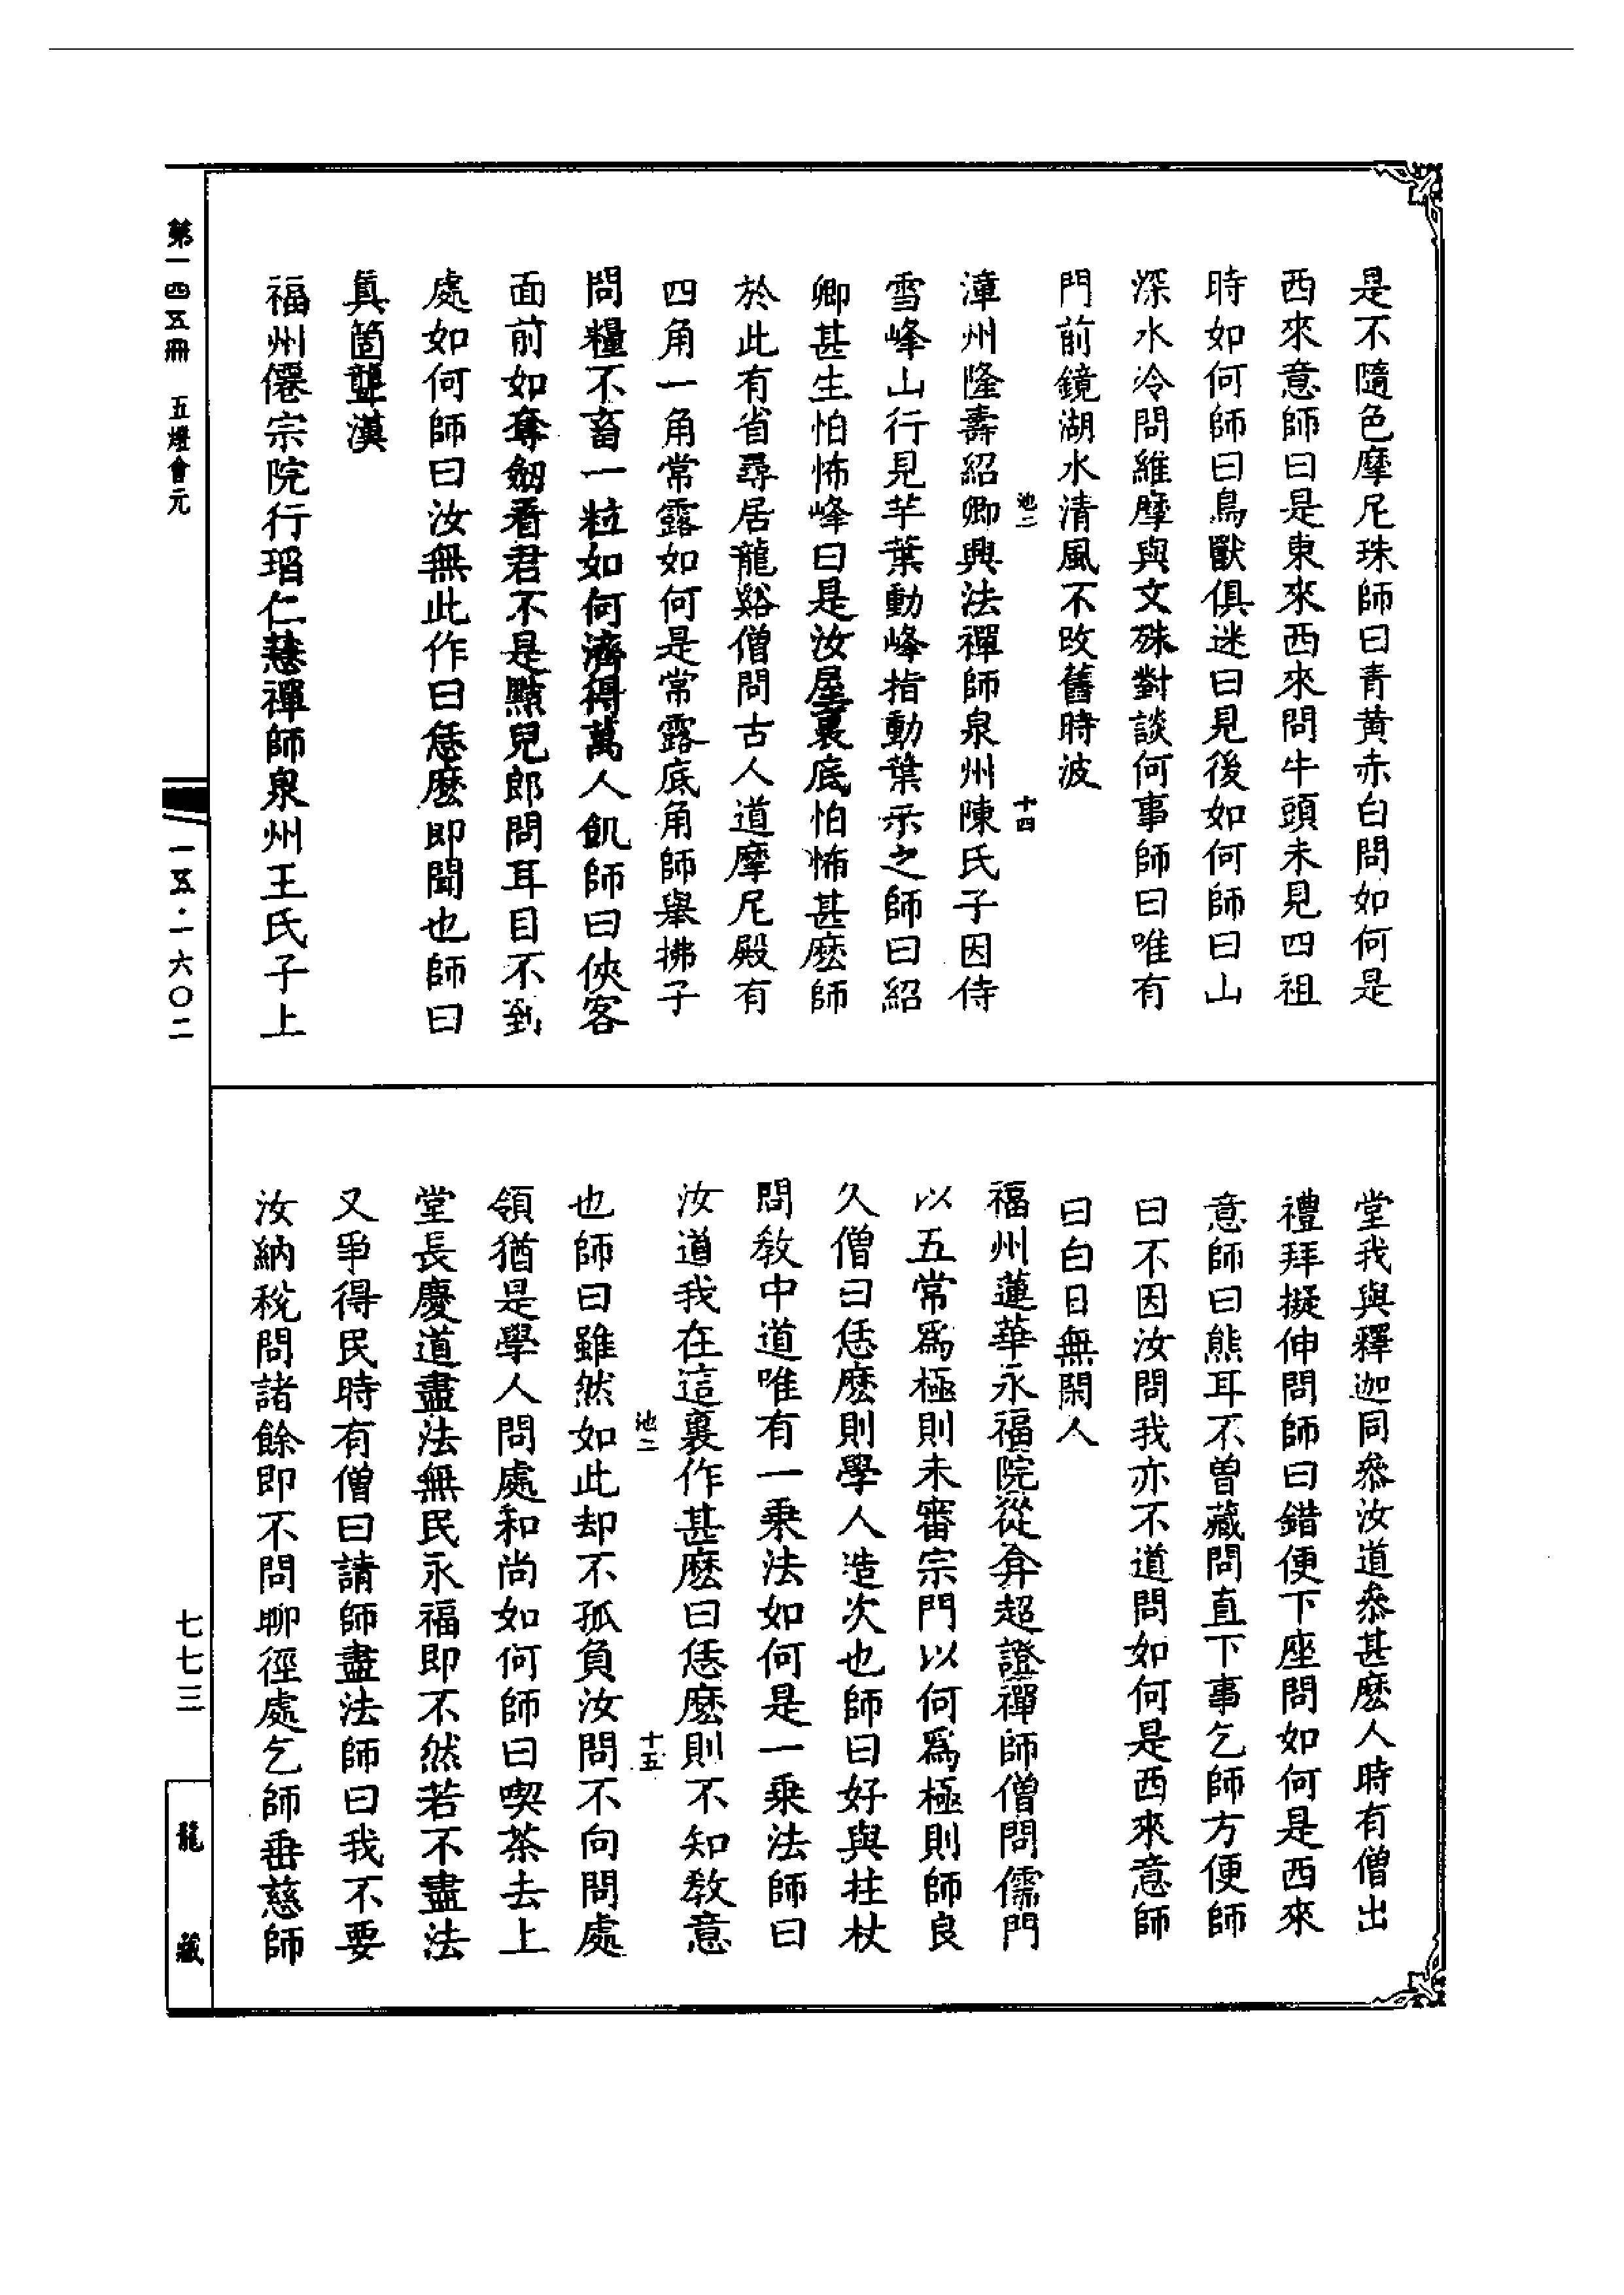 是不隨色摩尼珠師曰青黃赤白問如何是
西來意師曰是東來西來問牛頭未見四祖
時如何師曰鳥獸俱迷曰見後如何師曰山
深水冷問維摩與文殊對談何事師曰唯有
門前鏡湖水清風不改舊時波
池二
十四
漳州隆壽紹卿興法禪師泉州陳氏子因侍
雪峰山行見芋葉動峰指動葉示之師曰紹
卿甚生怕怖峰曰是汝屋裏底怕怖甚麼師
於此有省尋居龍谿僧問古人道摩尼殿有
四角一角常露如何是常露底角師舉拂子
問糧不畜一粒如何濟得萬人飢師曰俠客
面前如奪劒看君不是黠兒郎問耳目不到
處如何師曰汝無此作曰恁麼即聞也師曰
真箇聾漢
福州僊宗院行瑫仁慧禪師泉州王氏子上
堂我與釋迦同叅汝道叅甚麼人時有僧出
禮拜擬伸問師曰錯便下座問如何是西來
意師曰熊耳不曾藏問直下事乞師方便師
曰不因汝問我亦不道問如何是西來意師
曰白日無閑人
福州蓮華永福院從弇超證禪師僧問儒門
以五常爲極則未審宗門以何爲極則師良
久僧曰恁麼則學人造次也師曰好與拄杖
問敎中道唯有一乘法如何是一乘法師曰
汝道我在這裏作甚麼曰恁麼則不知敎意
池二
十五
也師曰雖然如此却不孤負汝問不向問處
領猶是學人問處和尚如何師曰喫茶去上
堂長慶道盡法無民永福即不然若不盡法
又爭得民時有僧曰請師盡法師曰我不要
汝納稅問諸餘即不問聊徑處乞師垂慈師
第一四五冊 五燈會元
一五·一六〇二
七七三
龍藏